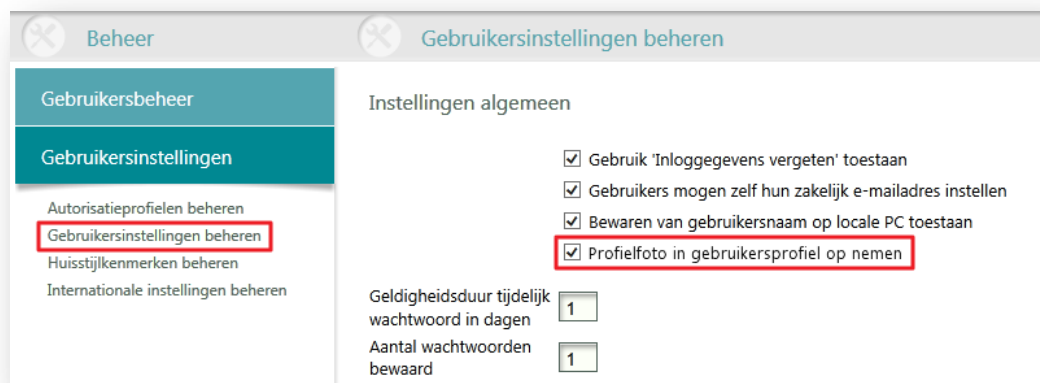 Beheer
Gebruikersinstellingen beheren
Gebruikersbeheer
Gebruikersinstellingen
Autorisatieprofielen beheren
Gebruikersinstellingen beheren
Huisstijlkenmerken beheren
Internationale instellingen beheren
Instellingen algemeen
Gebruik 'Inloggegevens vergeten' toestaan
Gebruikers mogen zelf hun zakelijk e-mailadres instellen
Bewaren van gebruikersnaam op locale PC toestaan
Profielfoto in gebruikersprofiel op nemen
Geldigheidsduur tijdelijk
wachtwoord in dagen
1
Aantal wachtwoorden
bewaard
1